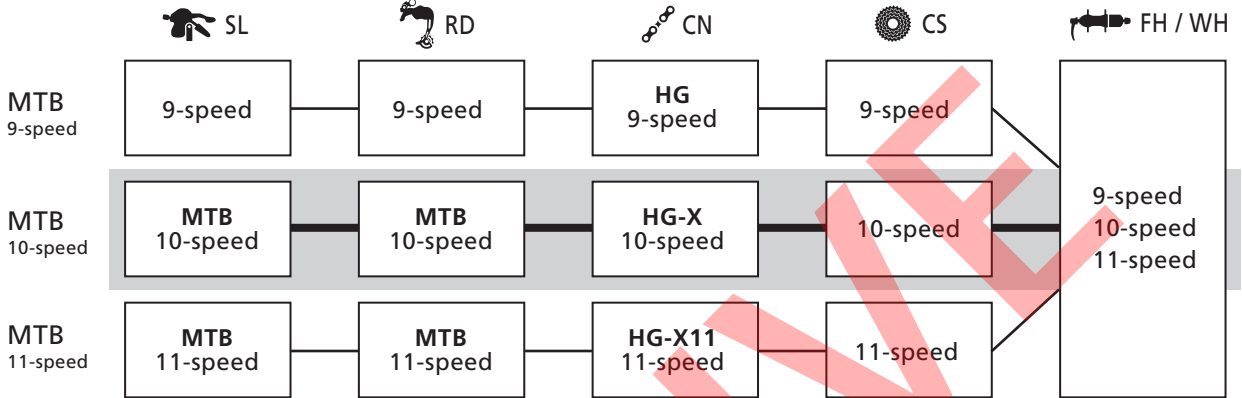 SL RD CN CS FH / WH
MTB
9-speed
9-speed
9-speed
HG
9-speed
9-speed
MTB
10-speed
MTB
10-speed
MTB
10-speed
HG-X
10-speed
10-speed
9-speed
10-speed
11-speed
MTB
11-speed
MTB
11-speed
MTB
11-speed
HG-X11
11-speed
11-speed
VE